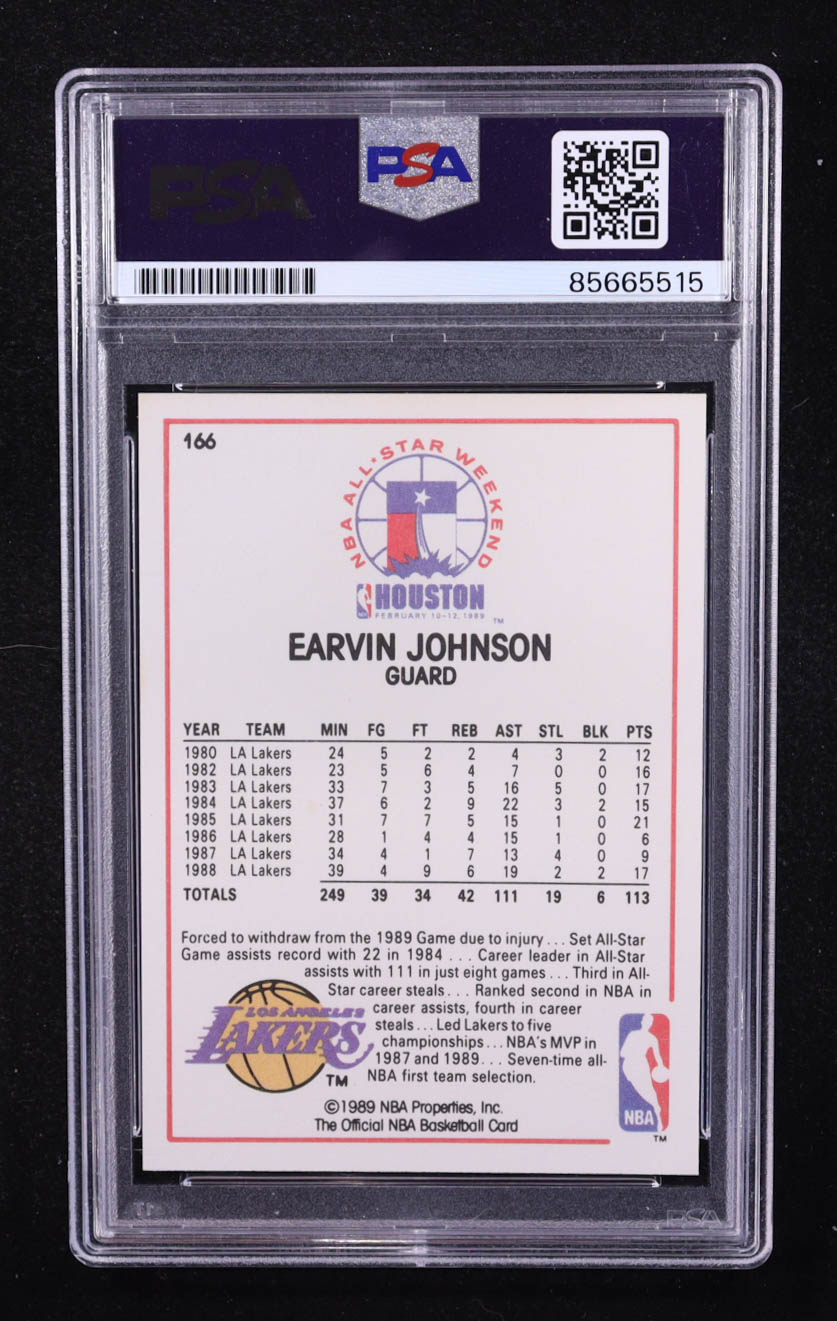 PSA
PSA
85665515
166
NBA ALL·STAR WEEKEND
HOUSTON
FEBRUARY 10-12, 1989
TM
EARVIN JOHNSON
GUARD
YEAR TEAM MIN FG FT REB AST STL BLK PTS
1980 LA Lakers 24 5 2 2 4 3 2 12
1982 LA Lakers 23 5 6 4 7 0 0 16
1983 LA Lakers 33 7 3 5 16 5 0 17
1984 LA Lakers 37 6 2 9 22 3 2 15
1985 LA Lakers 31 7 7 5 15 1 0 21
1986 LA Lakers 28 1 4 4 15 1 0 6
1987 LA Lakers 34 4 1 7 13 4 0 9
1988 LA Lakers 39 4 9 6 19 2 2 17
TOTALS 249 39 34 42 111 19 6 113
Forced to withdraw from the 1989 Game due to injury . . . Set All-Star
Game assists record with 22 in 1984 . . . Career leader in All-Star
assists with 111 in just eight games . . . Third in All-
Star career steals . . . Ranked second in NBA in
career assists, fourth in career
steals . . . Led Lakers to five
championships . . . NBA's MVP in
1987 and 1989 . . . Seven-time all-
NBA first team selection.
LOS ANGELES
LAKERS
TM
NBA
TM
©1989 NBA Properties, Inc.
The Official NBA Basketball Card
PSA